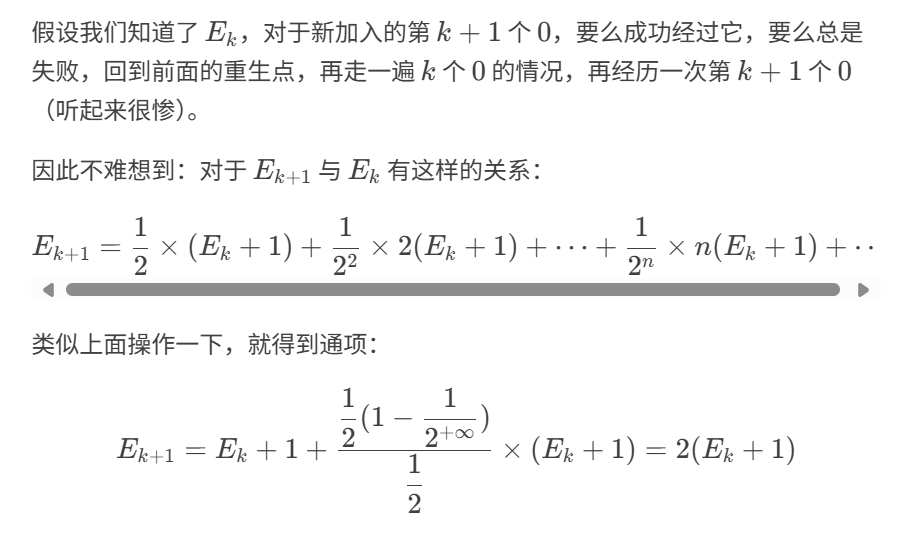 假设我们知道了 $E_k$，对于新加入的第 $k+1$ 个 $0$，要么成功经过它，要么总是
失败，回到前面的重生点，再走一遍 $k$ 个 $0$ 的情况，再经历一次第 $k+1$ 个 $0$
（听起来很惨）。
因此不难想到：对于 $E_{k+1}$ 与 $E_k$ 有这样的关系：
$E_{k+1} = \dfrac{1}{2} \times (E_k + 1) + \dfrac{1}{2^2} \times 2(E_k + 1) + \cdots + \dfrac{1}{2^n} \times n(E_k + 1) + \cdot\cdot$
类似上面操作一下，就得到通项：
$E_{k+1} = E_k + 1 + \dfrac{\dfrac{1}{2}(1 - \dfrac{1}{2^{+\infty}})}{\dfrac{1}{2}} \times (E_k + 1) = 2(E_k + 1)$